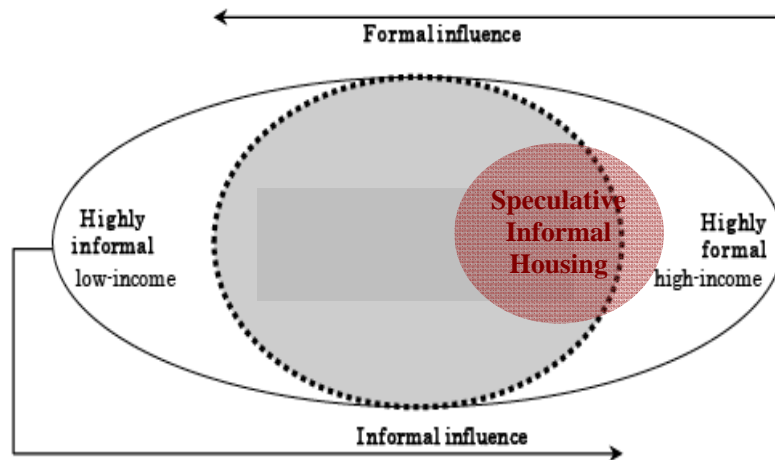 Formal influence
Speculative
Informal
Housing
Highly
informal
low-income
Highly
formal
high-income
Informal influence